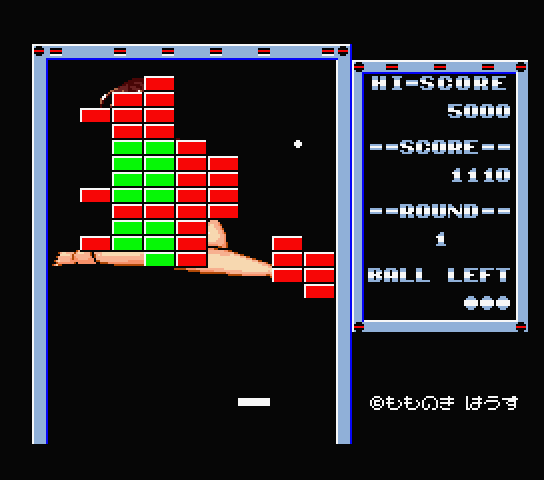 HI-SCORE
5000
--SCORE--
1110
--ROUND--
1
BALL LEFT
©もものき はうす